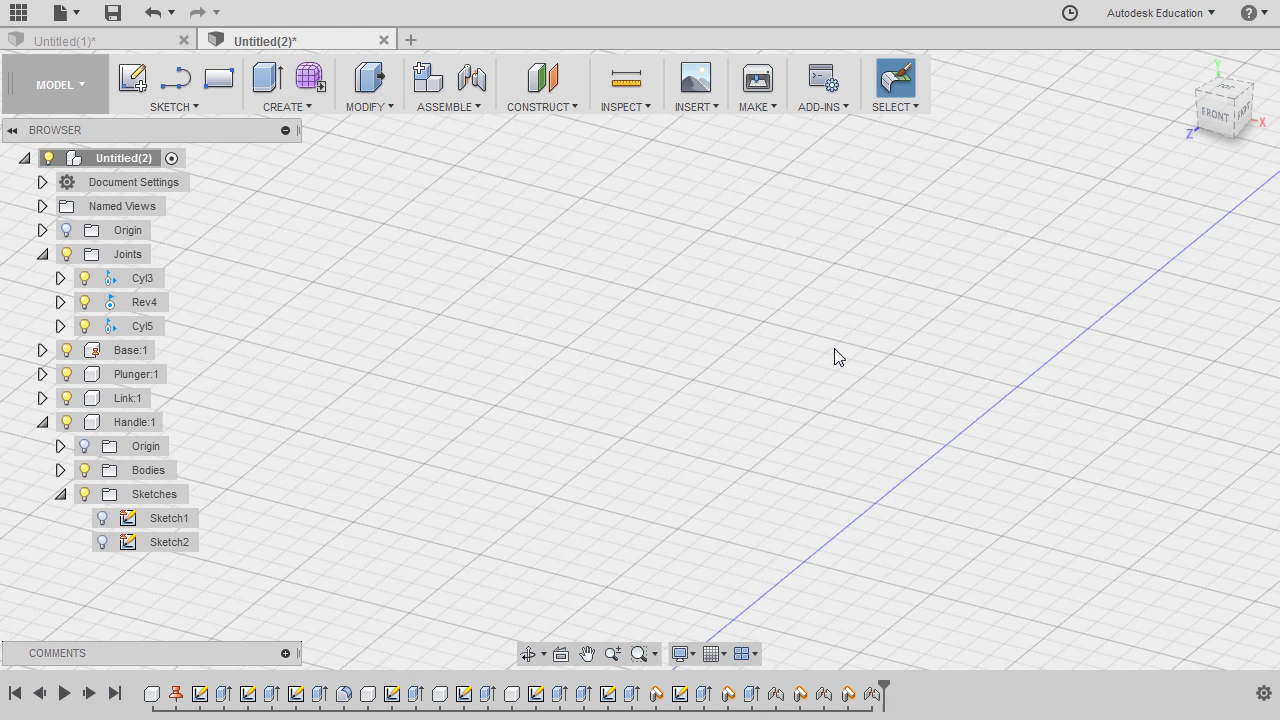 Autodesk Education
Untitled(1)*
Untitled(2)*
MODEL
SKETCH
CREATE
MODIFY
ASSEMBLE
CONSTRUCT
INSPECT
INSERT
MAKE
ADD-INS
SELECT
Y
FRONT
X
Z
BROWSER
Untitled(2)
Document Settings
Named Views
Origin
Joints
Cyl3
Rev4
Cyl5
Base:1
Plunger:1
Link:1
Handle:1
Origin
Bodies
Sketches
Sketch1
Sketch2
COMMENTS